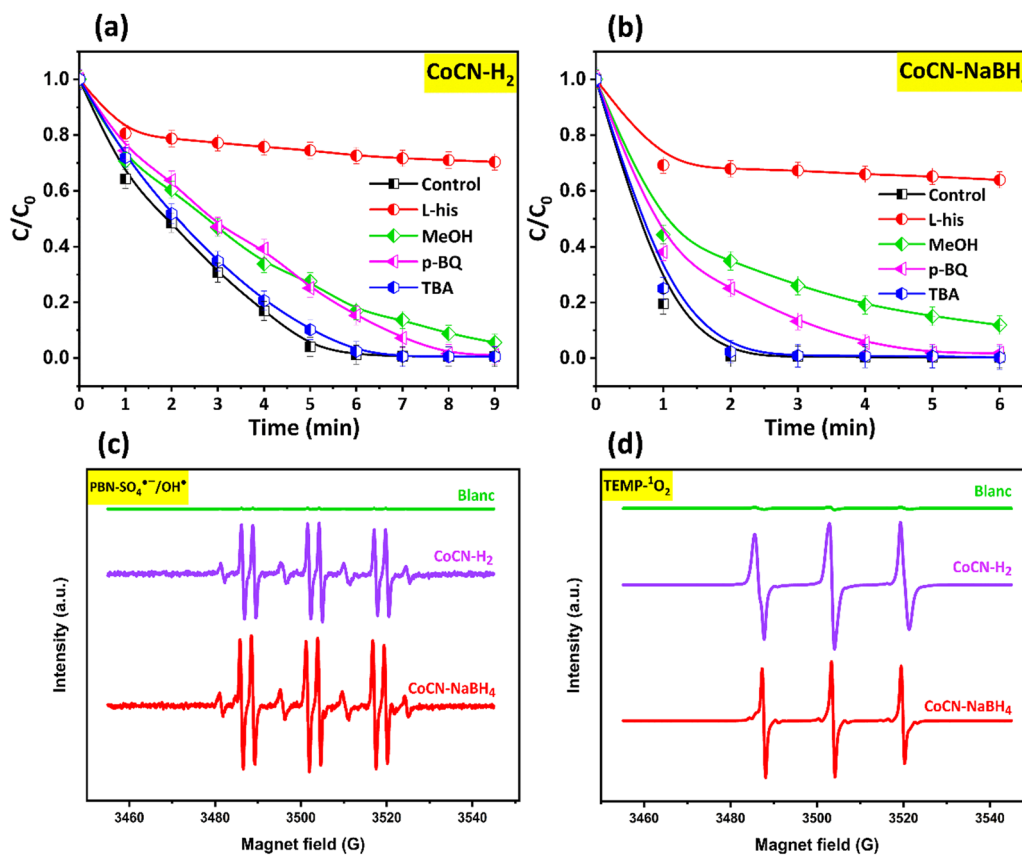 (a)
CoCN-H₂
C/C₀
1.0
0.8
0.6
0.4
0.2
0.0
Control
L-his
MeOH
p-BQ
TBA
0 1 2 3 4 5 6 7 8 9
Time (min)
(b)
CoCN-NaBH
C/C₀
1.0
0.8
0.6
0.4
0.2
0.0
Control
L-his
MeOH
p-BQ
TBA
0 1 2 3 4 5 6
Time (min)
(c)
PBN-SO₄•⁻/OH•
Blanc
CoCN-H₂
CoCN-NaBH₄
Intensity (a.u.)
3460 3480 3500 3520 3540
Magnet field (G)
(d)
TEMP-¹O₂
Blanc
CoCN-H₂
CoCN-NaBH₄
Intensity (a.u.)
3460 3480 3500 3520 3540
Magnet field (G)